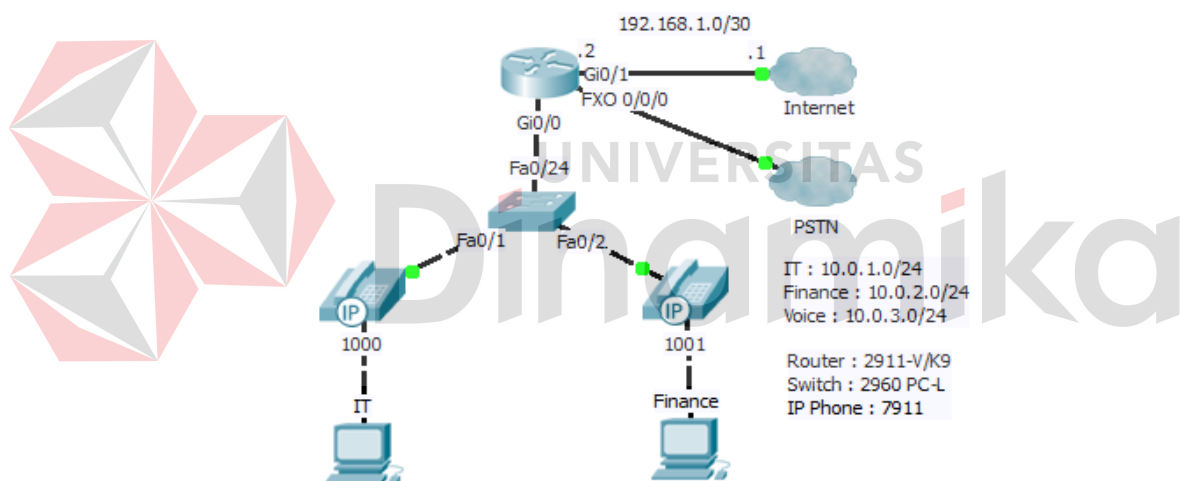 192.168.1.0/30
.2
.1
Gi0/1
FXO 0/0/0
Internet
Gi0/0
Fa0/24
UNIVERSITAS
Dinamika
PSTN
Fa0/1
Fa0/2
IT : 10.0.1.0/24
Finance : 10.0.2.0/24
Voice : 10.0.3.0/24
IP
IP
1000
1001
Router : 2911-V/K9
Switch : 2960 PC-L
IP Phone : 7911
IT
Finance